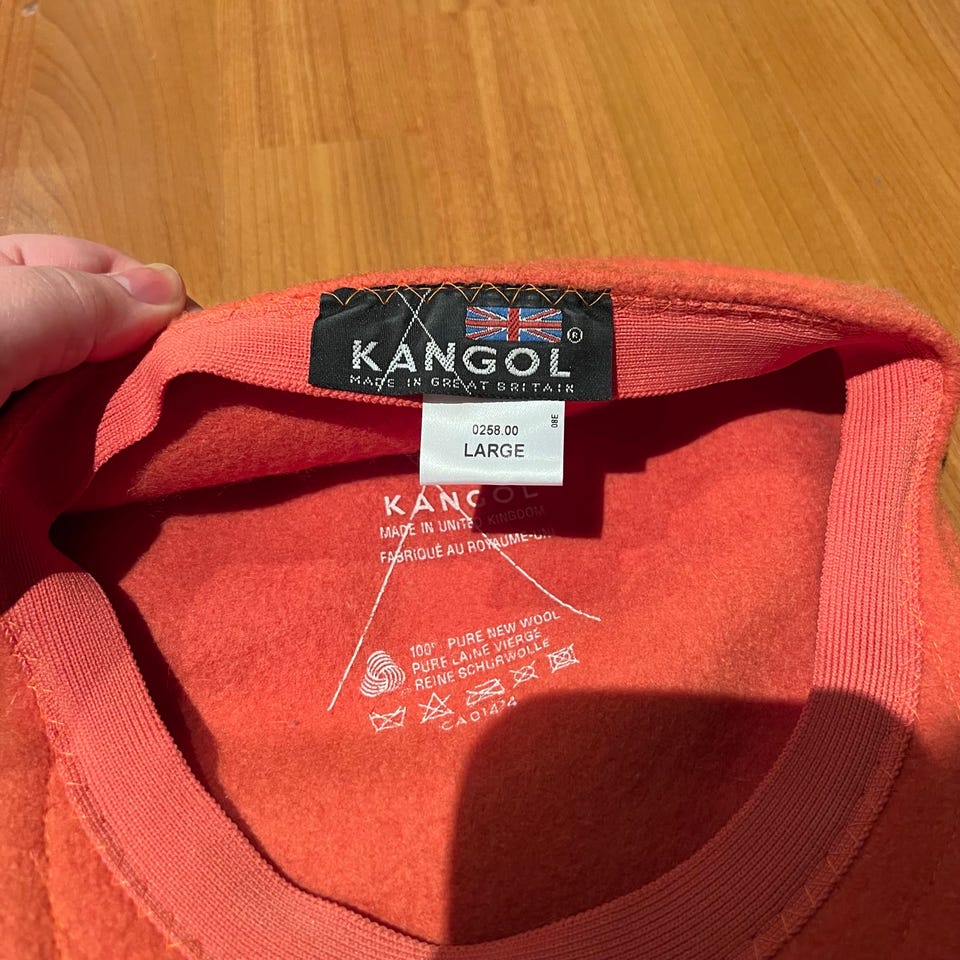 KANGOL ®
MADE IN GREAT BRITAIN
0258.00
LARGE
08E
KANGOL
MADE IN UNITED KINGDOM
FABRIQUÉ AU ROYAUME-UNI
100% PURE NEW WOOL
PURE LAINE VIERGE
REINE SCHURWOLLE
CA01474